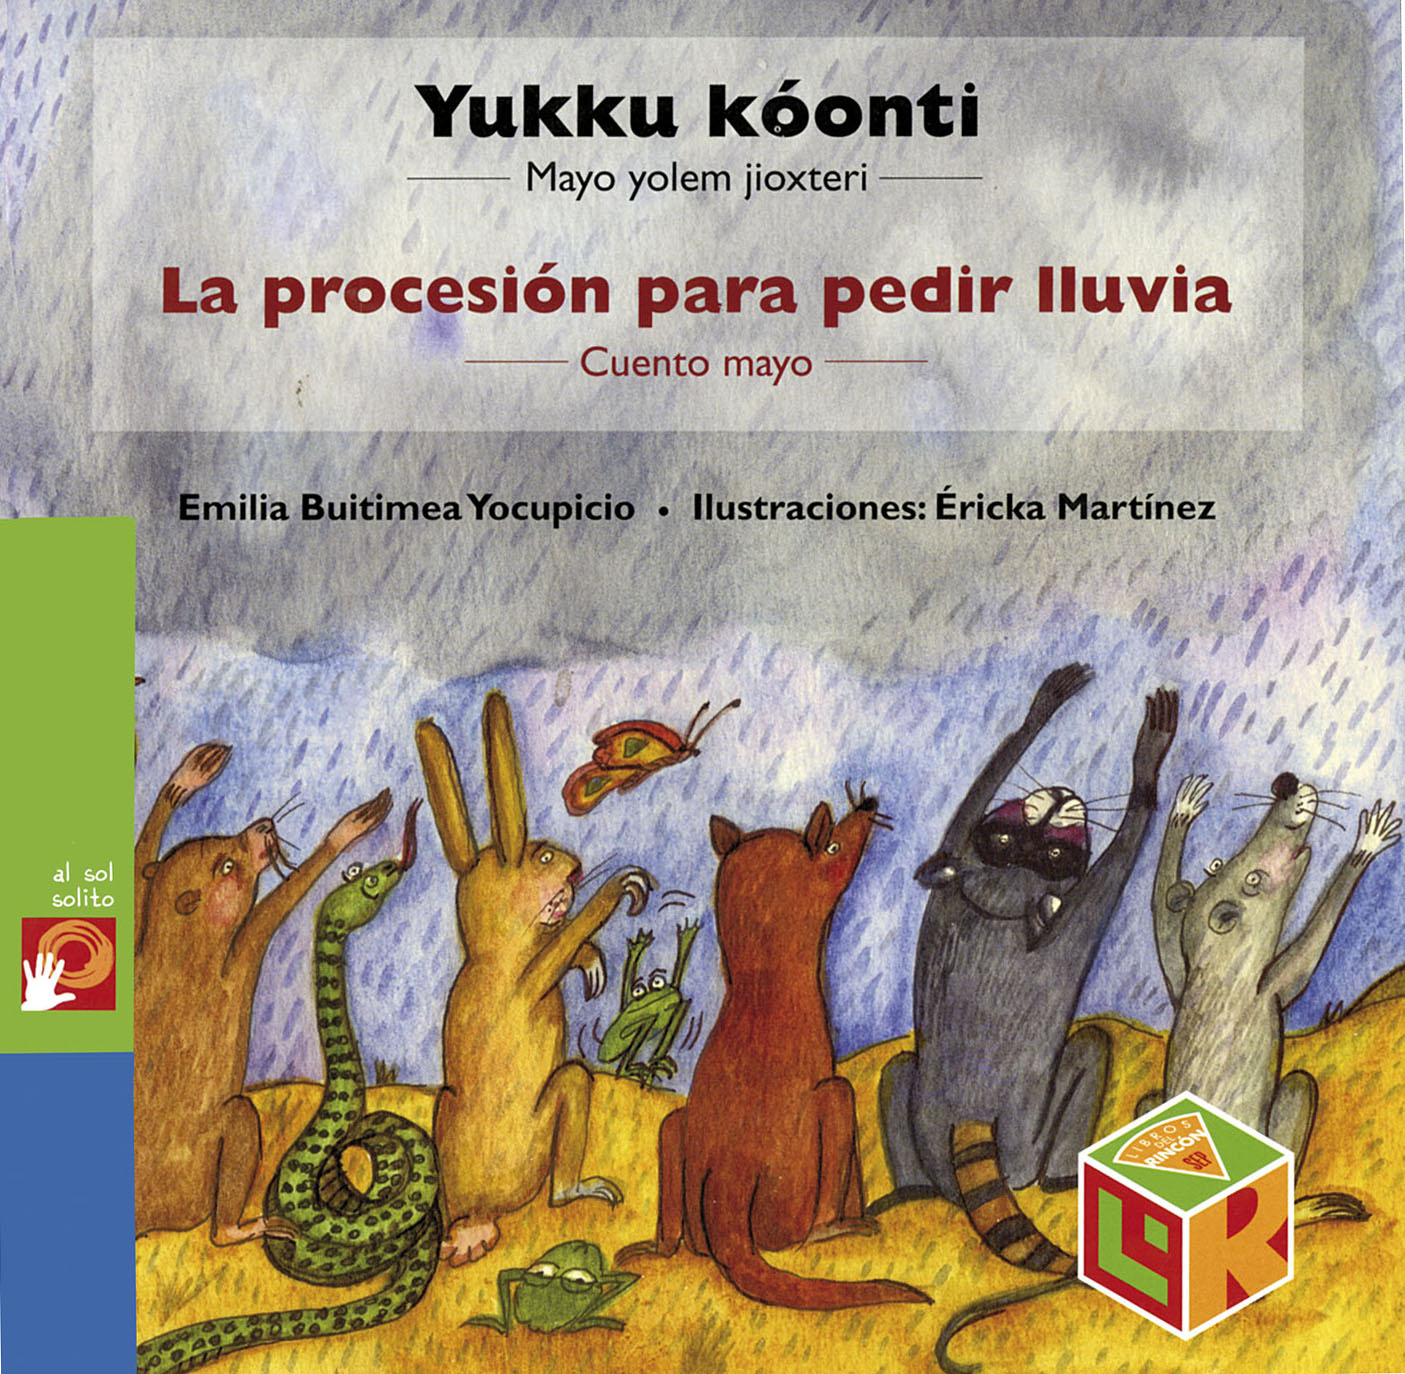 Yukku kóonti
Mayo yolem jioxteri
La procesión para pedir lluvia
Cuento mayo
Emilia Buitimea Yocupicio • Ilustraciones: Éricka Martínez
al sol
solito
LIBROS
DEL
RINCÓN
SEP
L R